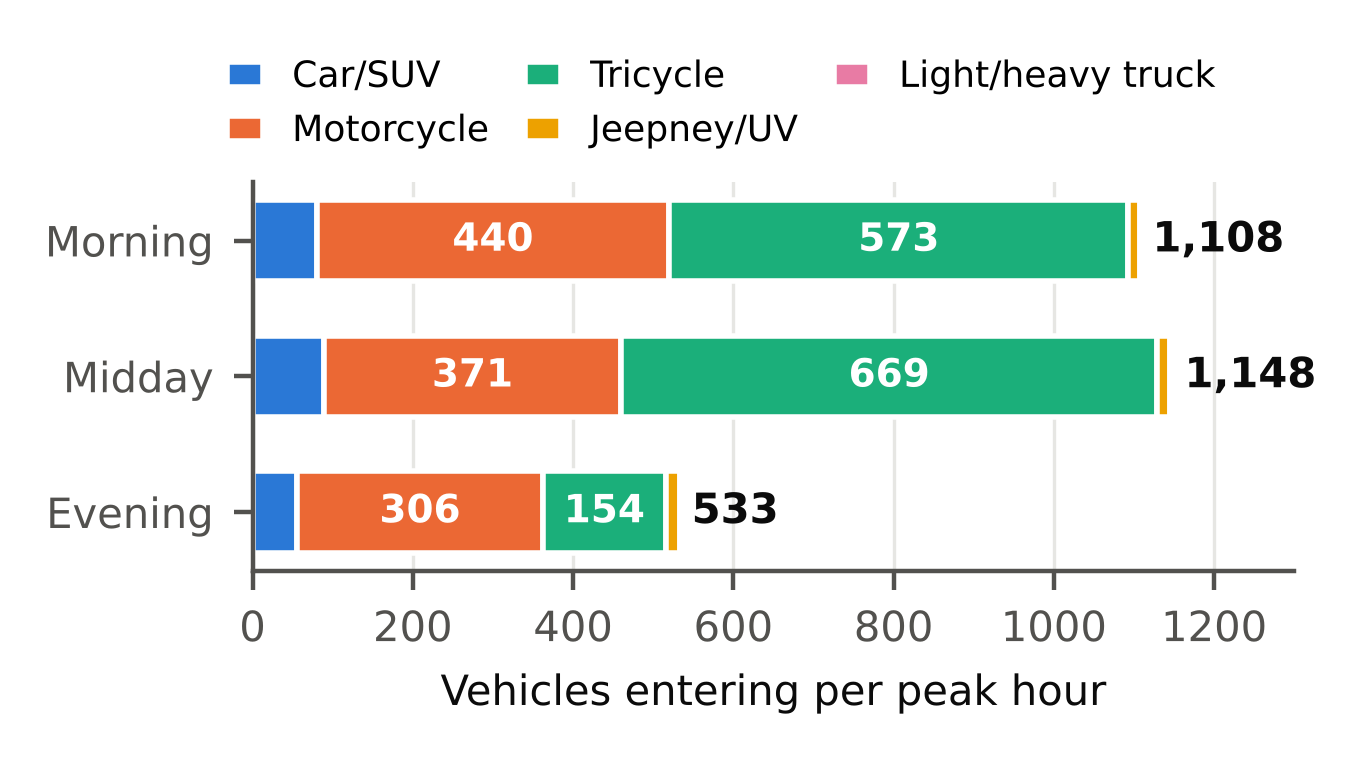 Car/SUV Tricycle Light/heavy truck
Motorcycle Jeepney/UV
Morning 440 573 1,108
Midday 371 669 1,148
Evening 306 154 533
0 200 400 600 800 1000 1200
Vehicles entering per peak hour